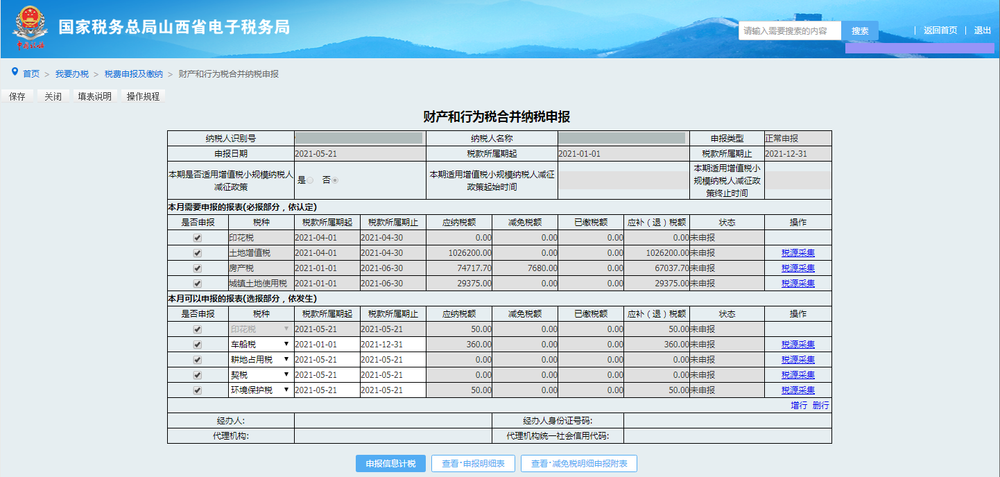 国家税务总局山西省电子税务局
请输入需要搜索的内容 搜索 | 返回首页 | 退出
首页 > 我要办税 > 税费申报及缴纳 > 财产和行为税合并纳税申报
保存 关闭 填表说明 操作规程
财产和行为税合并纳税申报
纳税人识别号 纳税人名称 申报类型 正常申报
申报日期 2021-05-21 税款所属期起 2021-01-01 税款所属期止 2021-12-31
本期是否适用增值税小规模纳税人减征政策 是 否 本期适用增值税小规模纳税人减征政策起始时间 本期适用增值税小规模纳税人减征政策终止时间
本月需要申报的报表(必报部分，依认定)
是否申报 税种 税款所属期起 税款所属期止 应纳税额 减免税额 已缴税额 应补（退）税额 状态 操作
印花税 2021-04-01 2021-04-30 0.00 0.00 0.00 0.00 未申报
土地增值税 2021-04-01 2021-04-30 1026200.00 0.00 0.00 1026200.00 未申报 税源采集
房产税 2021-01-01 2021-06-30 74717.70 7680.00 0.00 67037.70 未申报 税源采集
城镇土地使用税 2021-01-01 2021-06-30 29375.00 0.00 0.00 29375.00 未申报 税源采集
本月可以申报的报表(选报部分，依发生)
是否申报 税种 税款所属期起 税款所属期止 应纳税额 减免税额 已缴税额 应补（退）税额 状态 操作
印花税 2021-05-21 2021-05-21 50.00 0.00 0.00 50.00 未申报
车船税 2021-01-01 2021-12-31 360.00 0.00 0.00 360.00 未申报 税源采集
耕地占用税 2021-05-21 2021-05-21 0.00 0.00 0.00 0.00 未申报 税源采集
契税 2021-05-21 2021-05-21 0.00 0.00 0.00 0.00 未申报 税源采集
环境保护税 2021-05-21 2021-05-21 50.00 0.00 0.00 50.00 未申报 税源采集
增行 删行
经办人: 经办人身份证号码:
代理机构: 代理机构统一社会信用代码:
申报信息计税 查看·申报明细表 查看·减免税明细申报附表